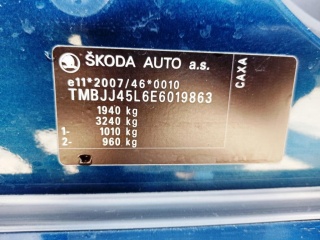 ŠKODA AUTO a.s.
e11*2007/46*0010
TMBJJ45L6E6019863
1940 kg
3240 kg
1- 1010 kg
2- 960 kg
CAXA